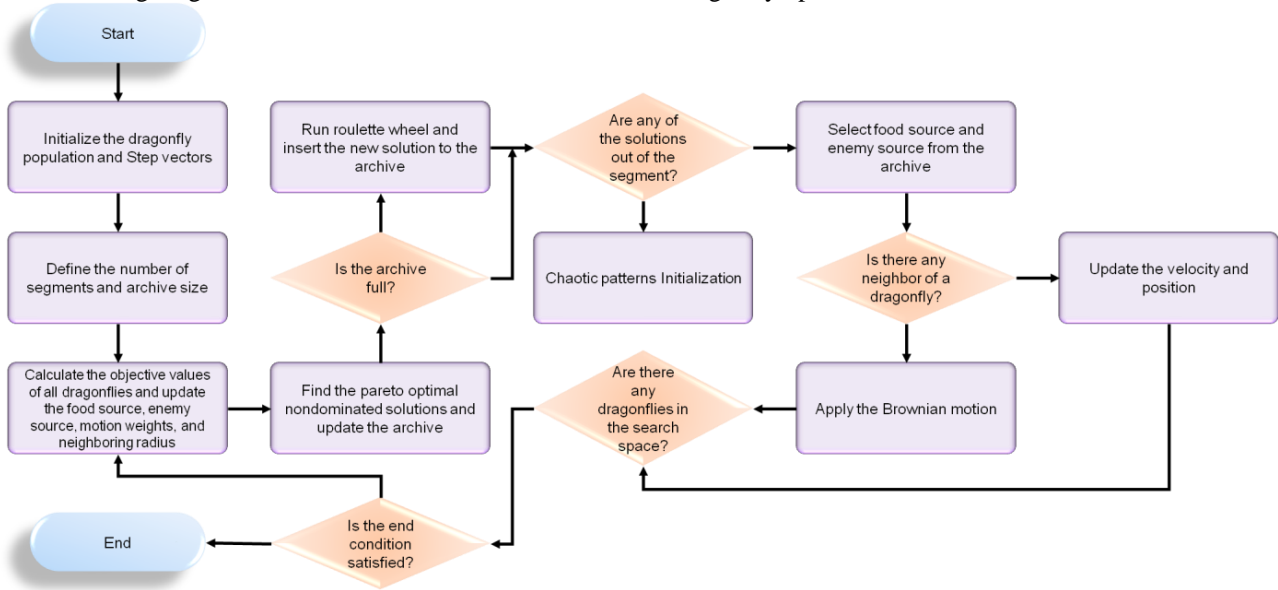 Start
Initialize the dragonfly
population and Step vectors
Define the number of
segments and archive size
Calculate the objective values
of all dragonflies and update
the food source, enemy
source, motion weights, and
neighboring radius
Find the pareto optimal
nondominated solutions and
update the archive
Is the archive
full?
Run roulette wheel and
insert the new solution to the
archive
Are any of
the solutions
out of the
segment?
Chaotic patterns Initialization
Select food source and
enemy source from the
archive
Is there any
neighbor of a
dragonfly?
Update the velocity and
position
Apply the Brownian motion
Are there
any
dragonflies in
the search
space?
Is the end
condition
satisfied?
End